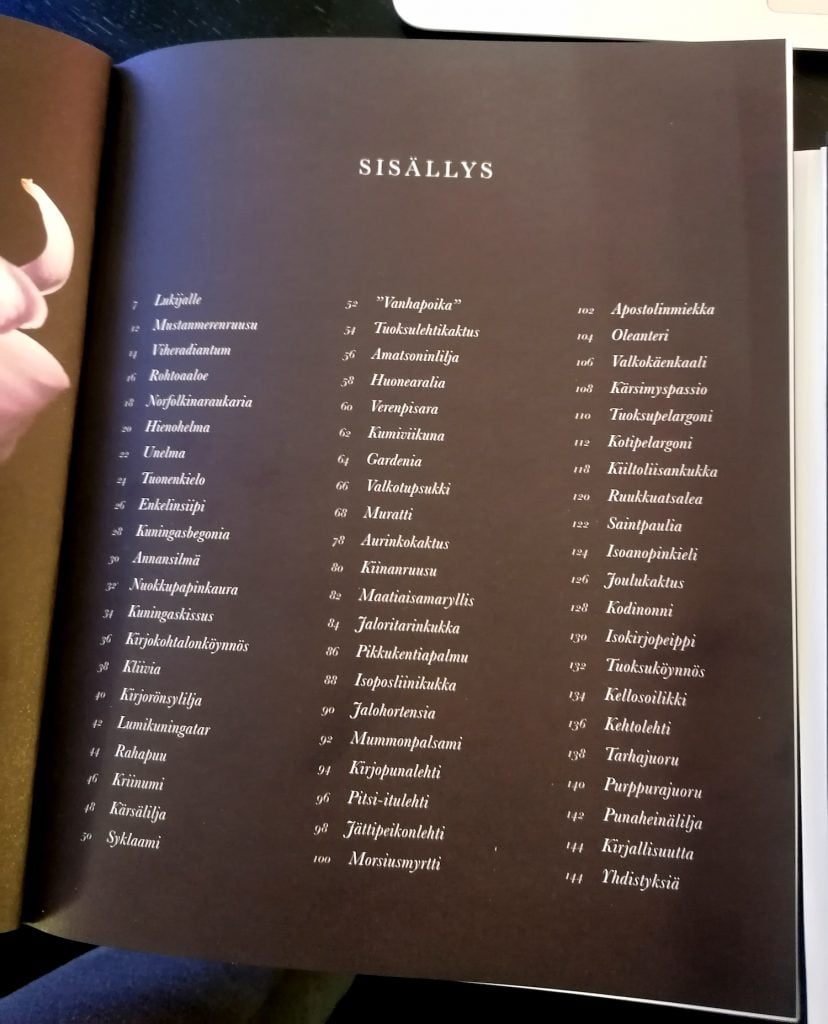 SISÄLLYS
7 Lukijalle
12 Mustanmerenruusu
14 Viheradiantum
16 Rohtoaaloe
18 Norfolkinaraukaria
20 Hienohelma
22 Unelma
24 Tuonenkielo
26 Enkelinsiipi
28 Kuningasbegonia
30 Annansilmä
32 Nuokkupapinkaura
34 Kuningaskissus
36 Kirjokohtalonköynnös
38 Kliivia
40 Kirjorönsylilja
42 Lumikuningatar
44 Rahapuu
46 Kriinumi
48 Kärsälilja
50 Syklaami
52 ”Vanhapoika”
54 Tuoksulehtikaktus
56 Amatsoninlilja
58 Huonearalia
60 Verenpisara
62 Kumiviikuna
64 Gardenia
66 Valkotupsukki
68 Muratti
78 Aurinkokaktus
80 Kiinanruusu
82 Maatiaisamaryllis
84 Jaloritarinkukka
86 Pikkukentiapalmu
88 Isoposliinikukka
90 Jalohortensia
92 Mummonpalsami
94 Kirjopunalehti
96 Pitsi-itulehti
98 Jättipeikonlehti
100 Morsiusmyrtti
102 Apostolinmiekka
104 Oleanteri
106 Valkokäenkaali
108 Kärsimyspassio
110 Tuoksupelargoni
112 Kotipelargoni
118 Kiiltoliisankukka
120 Ruukkuatsalea
122 Saintpaulia
124 Isoanopinkieli
126 Joulukaktus
128 Kodinonni
130 Isokirjopeippi
132 Tuoksuköynnös
134 Kellosoilikki
136 Kehtolehti
138 Tarhajuoru
140 Purppurajuoru
142 Punaheinälilja
144 Kirjallisuutta
144 Yhdistyksiä